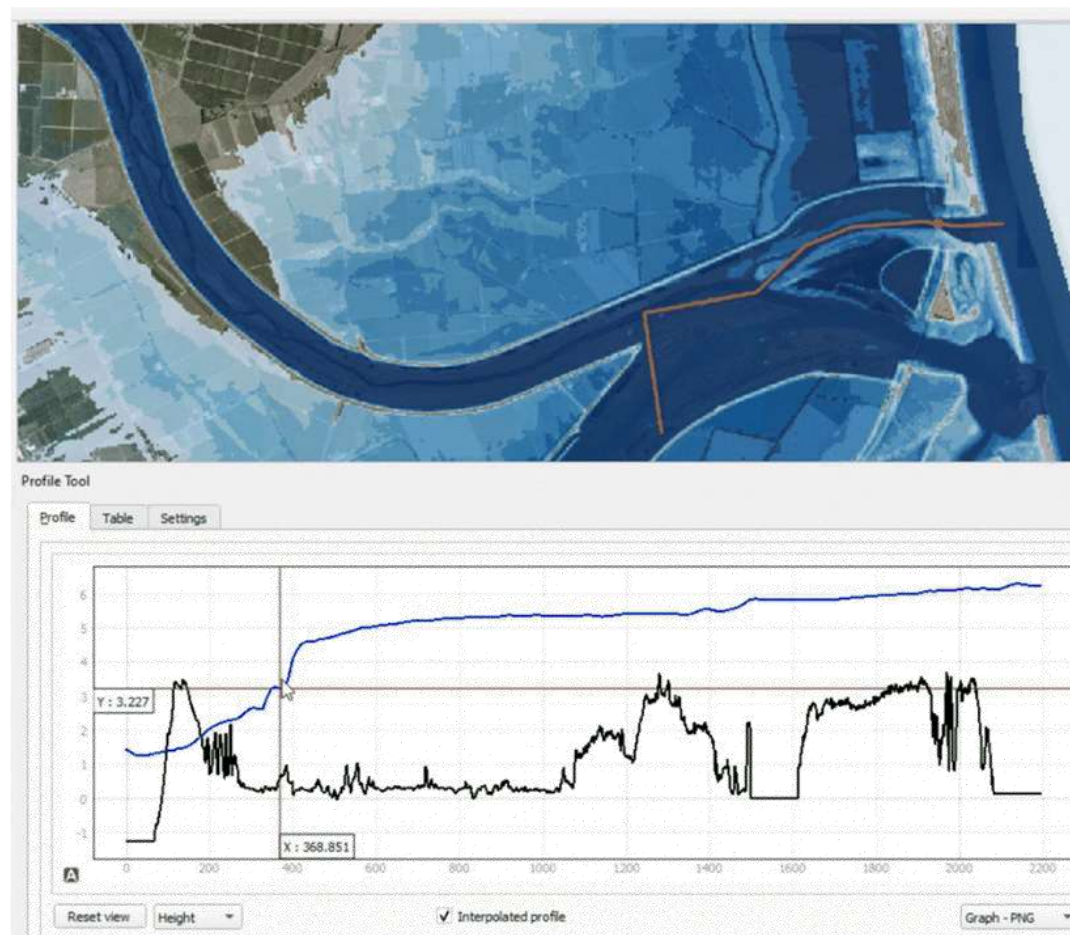 Profile Tool
Profile Table Settings
6
5
4
3
2
1
0
-1
Y : 3.227
X : 368.851
A
0 200 400 600 800 1000 1200 1400 1600 1800 2000 2200
Reset view Height Interpolated profile Graph - PNG